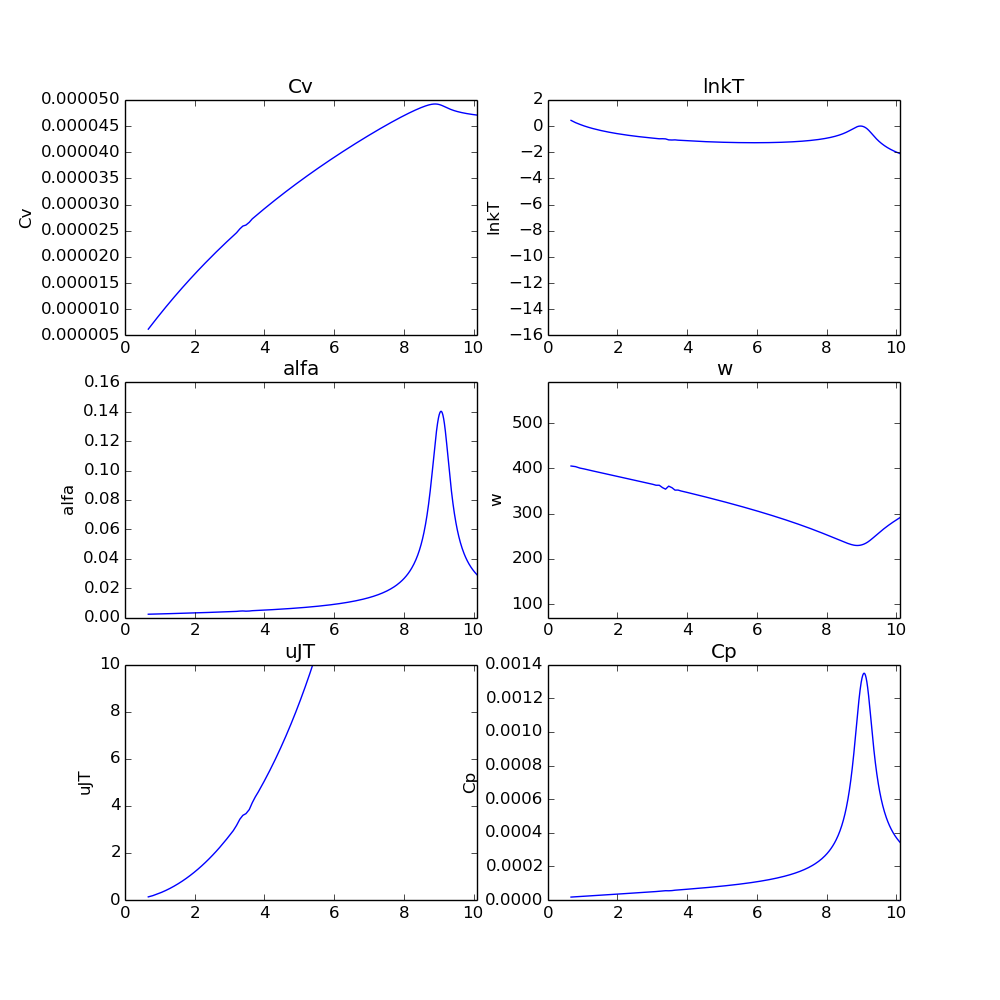 Cv
0.000050
0.000045
0.000040
0.000035
0.000030
0.000025
0.000020
0.000015
0.000010
0.000005
Cv
0 2 4 6 8 10
lnkT
2
0
−2
−4
−6
−8
−10
−12
−14
−16
lnkT
0 2 4 6 8 10
alfa
0.16
0.14
0.12
0.10
0.08
0.06
0.04
0.02
0.00
alfa
0 2 4 6 8 10
w
500
400
300
200
100
w
0 2 4 6 8 10
uJT
10
8
6
4
2
0
uJT
0 2 4 6 8 10
Cp
0.0014
0.0012
0.0010
0.0008
0.0006
0.0004
0.0002
0.0000
Cp
0 2 4 6 8 10